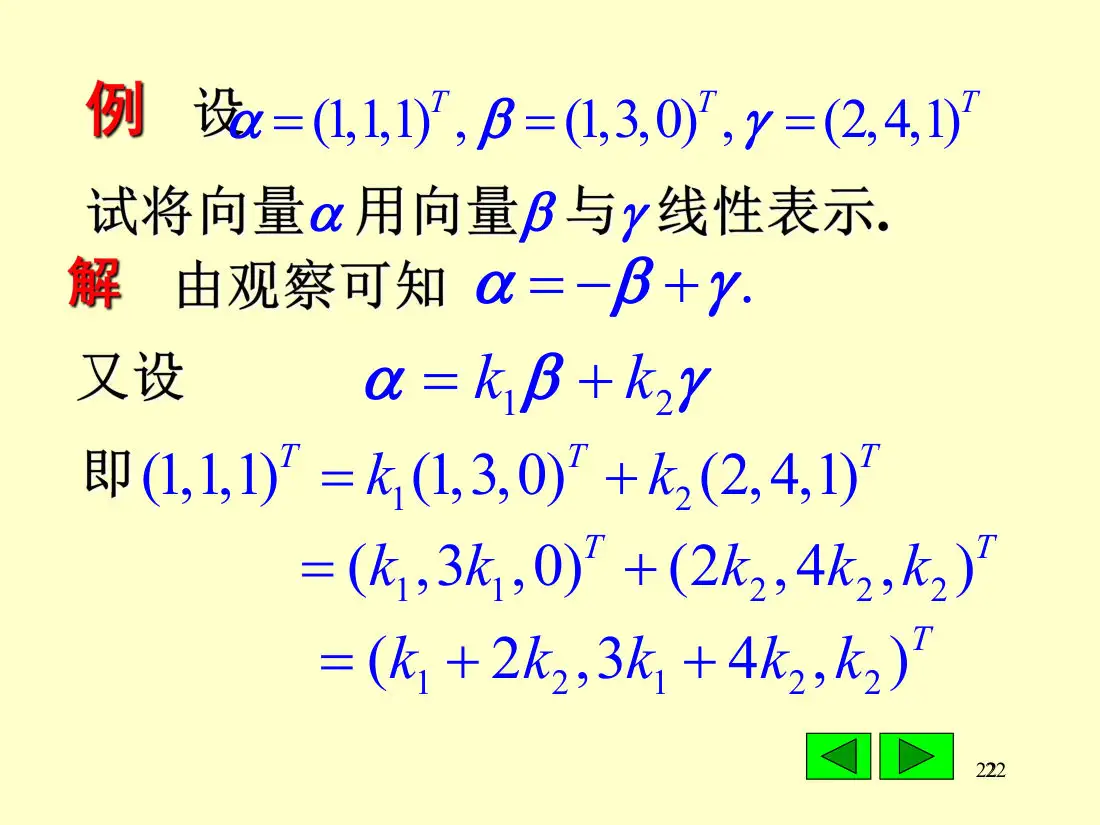 例 设α = (1,1,1)^T , β = (1,3,0)^T , γ = (2,4,1)^T
试将向量α 用向量β 与γ 线性表示.
解 由观察可知 α = −β + γ.
又设 α = k₁β + k₂γ
即 (1,1,1)^T = k₁(1,3,0)^T + k₂(2,4,1)^T
= (k₁,3k₁,0)^T + (2k₂,4k₂,k₂)^T
= (k₁ + 2k₂,3k₁ + 4k₂,k₂)^T